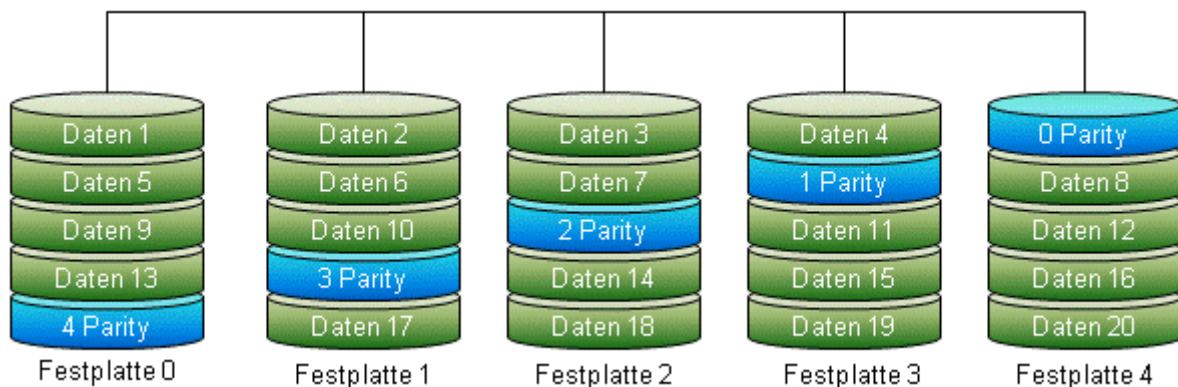 Daten 1 Daten 2 Daten 3 Daten 4 0 Parity
Daten 5 Daten 6 Daten 7 1 Parity Daten 8
Daten 9 Daten 10 2 Parity Daten 11 Daten 12
Daten 13 3 Parity Daten 14 Daten 15 Daten 16
4 Parity Daten 17 Daten 18 Daten 19 Daten 20
Festplatte 0 Festplatte 1 Festplatte 2 Festplatte 3 Festplatte 4